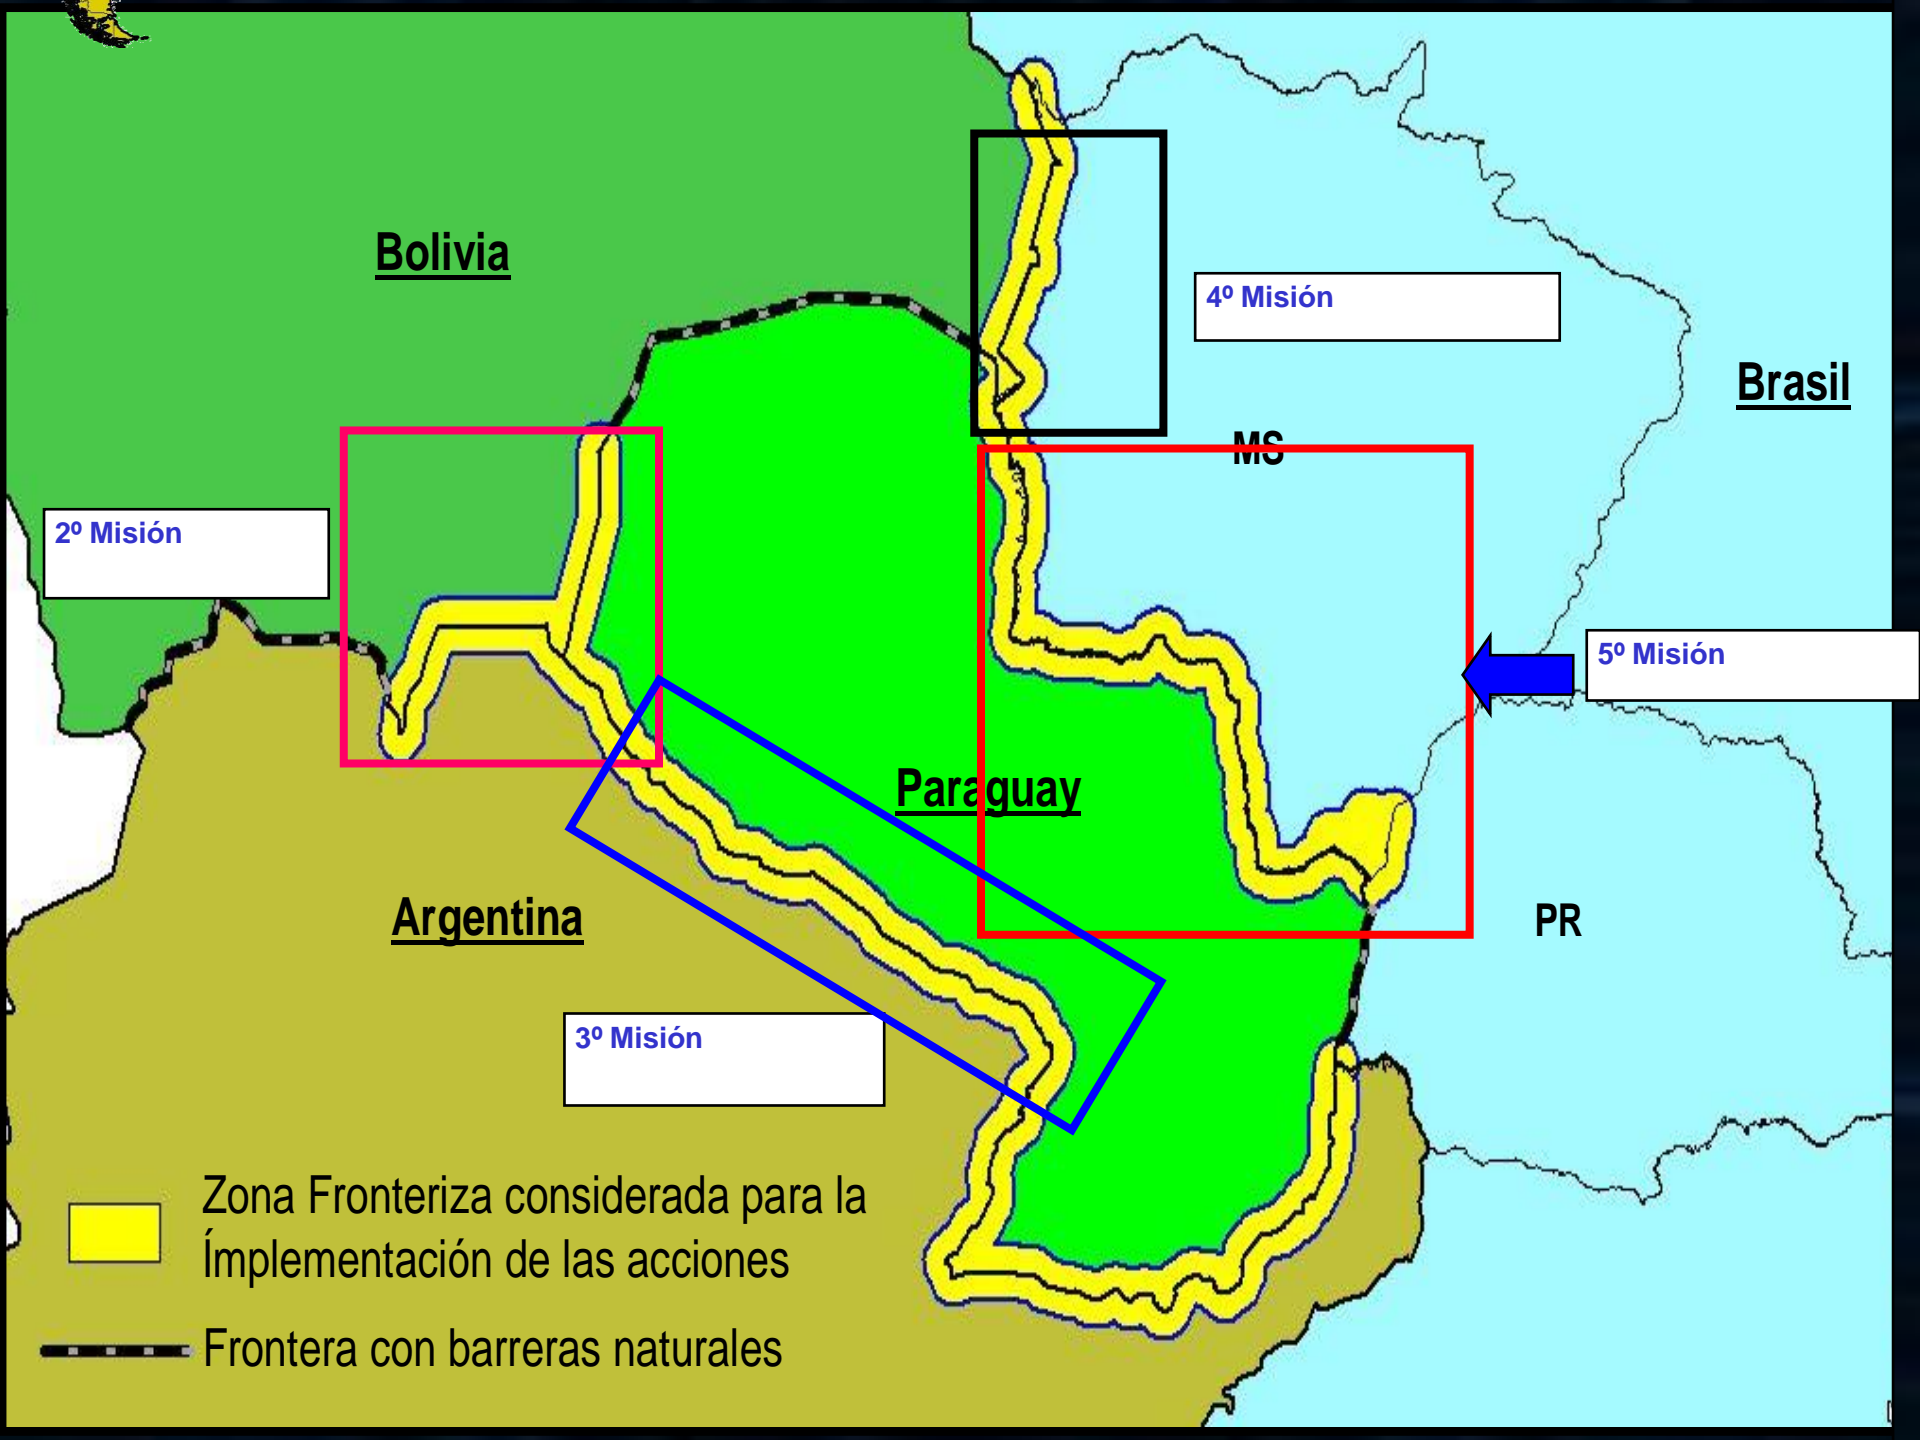 Bolivia
4º Misión
Brasil
MS
2º Misión
5º Misión
Paraguay
Argentina
PR
3º Misión
Zona Fronteriza considerada para la
Ímplementación de las acciones
Frontera con barreras naturales